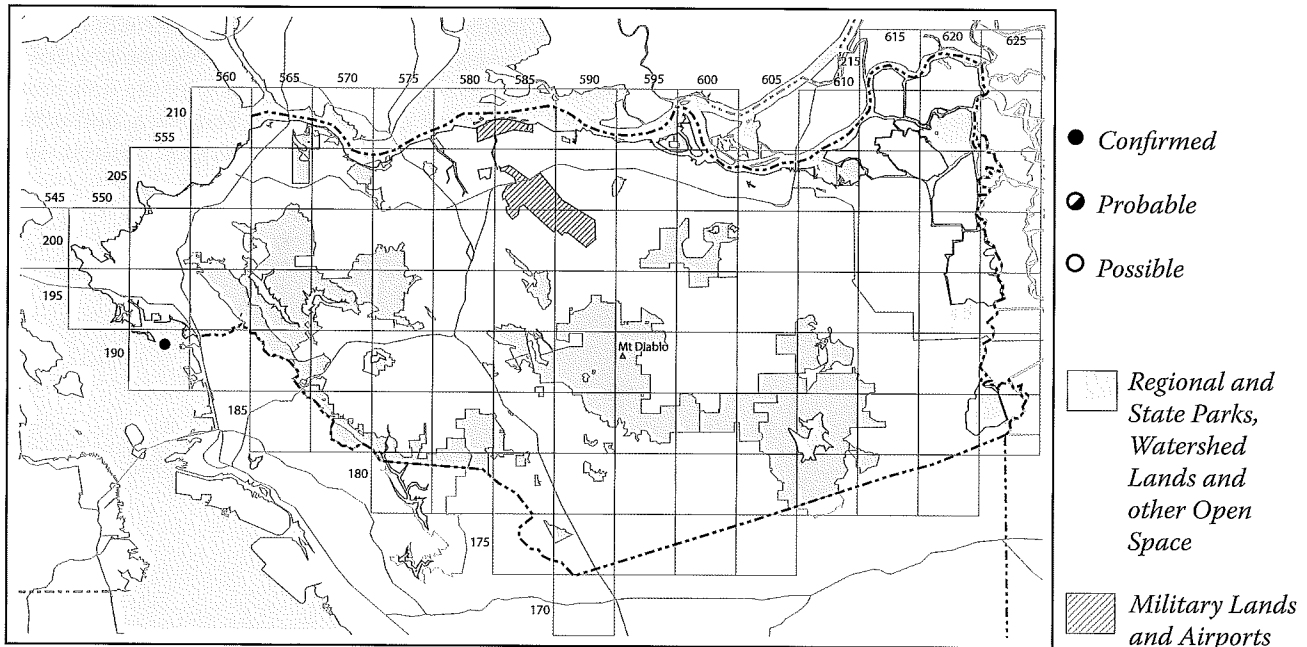 615 620 625
215
560 565 570 575 580 585 590 595 600 605 610
210
555
205
545 550
200
195
190
Mt Diablo
185
180
175
170
Confirmed
Probable
Possible
Regional and
State Parks,
Watershed
Lands and
other Open
Space
Military Lands
and Airports